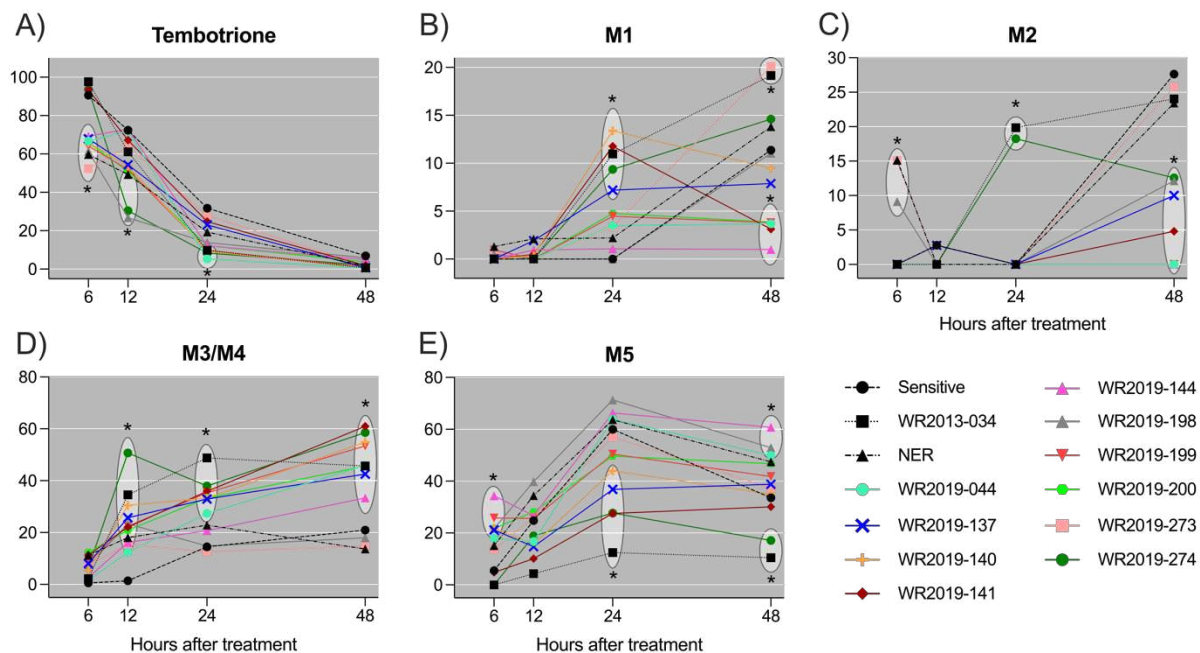 A) Tembotrione
100
80
60
40
20
0
*
*
*
6 12 24 48
B) M1
20
15
10
5
0
*
*
*
6 12 24 48
C) M2
30
25
20
15
10
5
0
*
*
*
6 12 24 48
Hours after treatment
D) M3/M4
80
60
40
20
0
*
*
*
6 12 24 48
Hours after treatment
E) M5
80
60
40
20
0
*
*
*
*
6 12 24 48
Hours after treatment
Sensitive
WR2013-034
NER
WR2019-044
WR2019-137
WR2019-140
WR2019-141
WR2019-144
WR2019-198
WR2019-199
WR2019-200
WR2019-273
WR2019-274